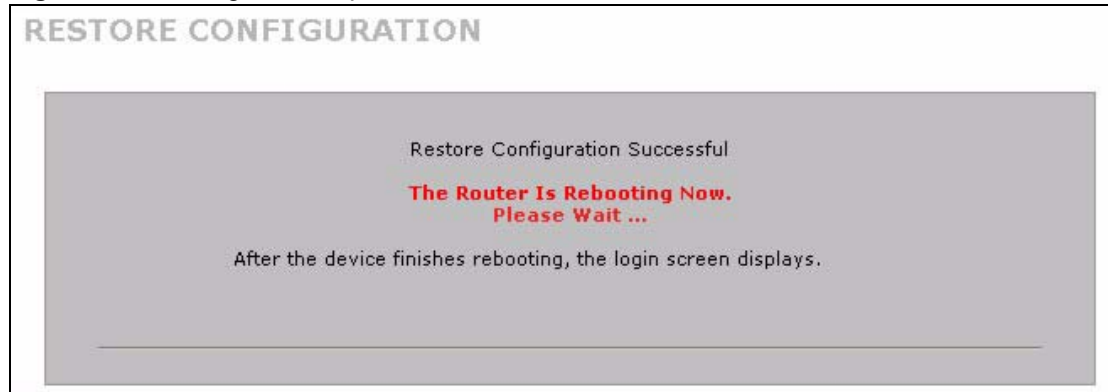 RESTORE CONFIGURATION
Restore Configuration Successful
The Router Is Rebooting Now.
Please Wait ...
After the device finishes rebooting, the login screen displays.